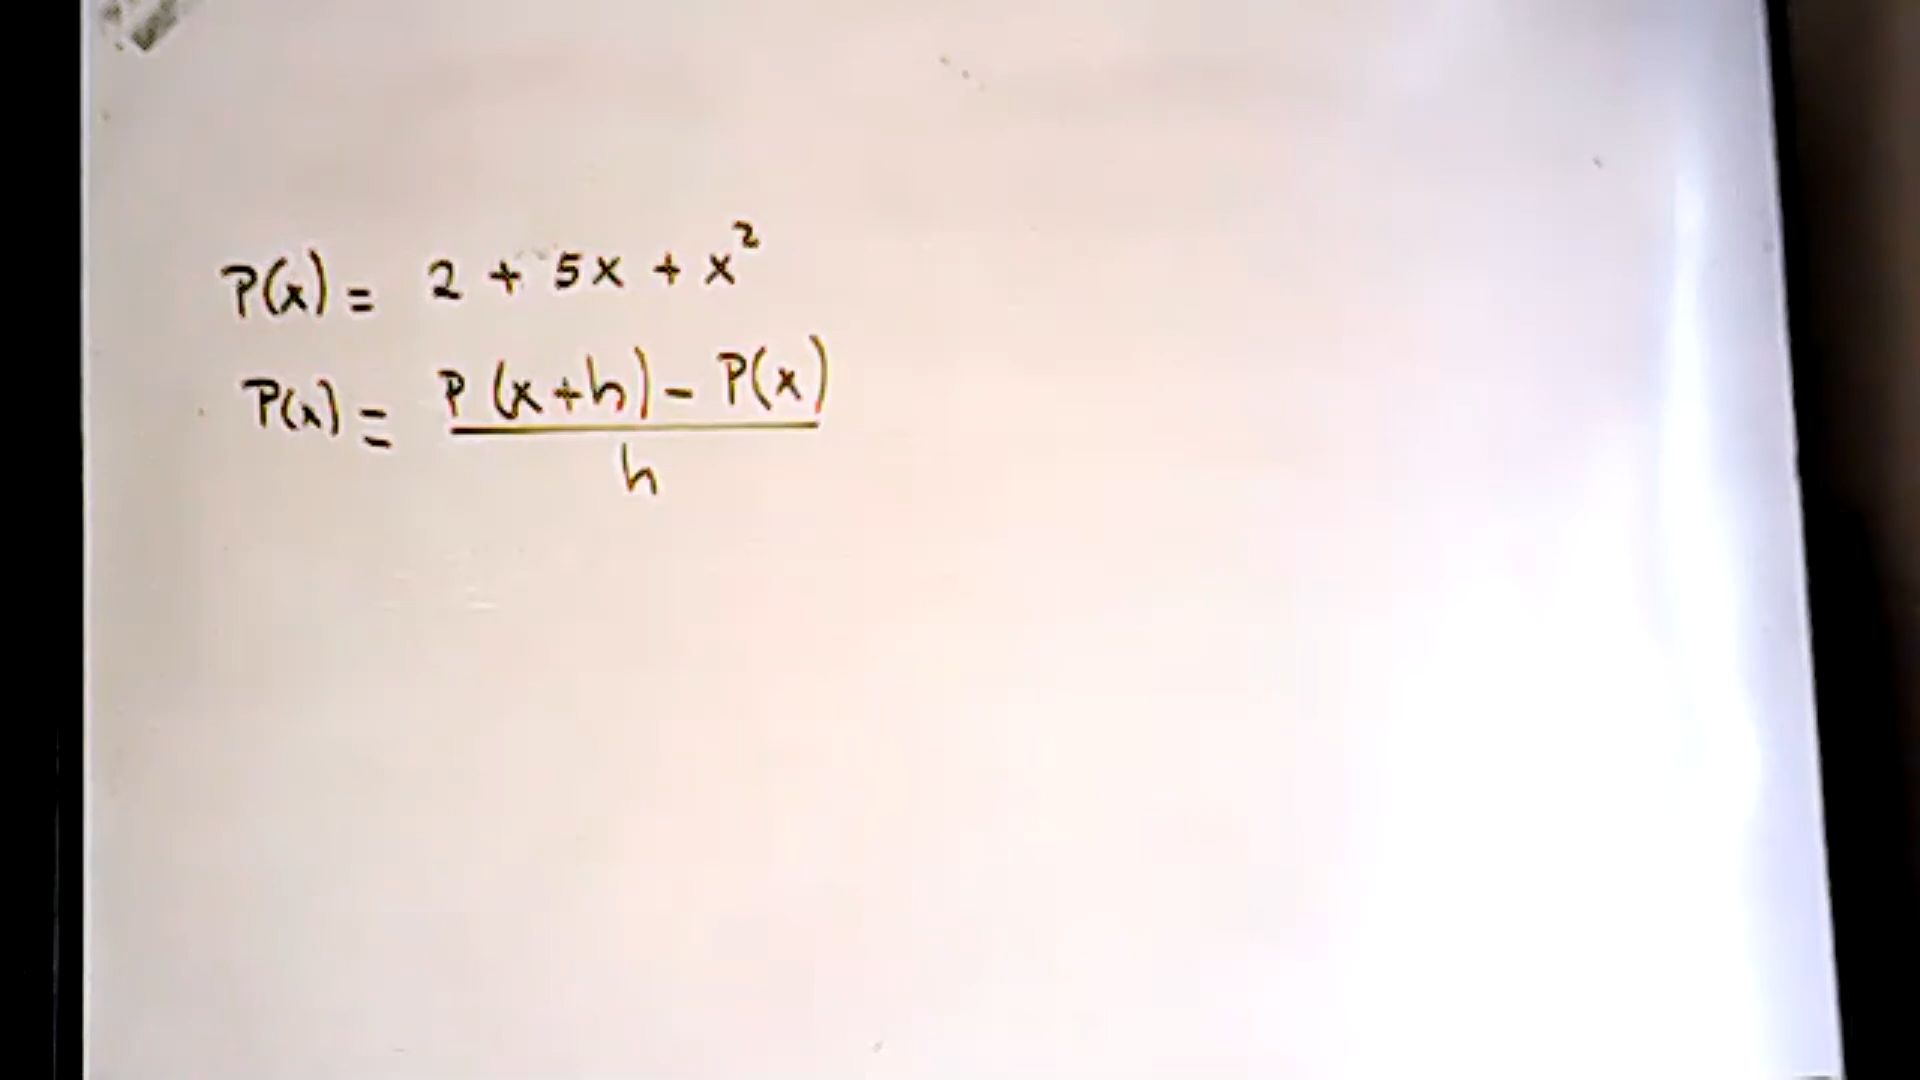 P(x) = 2 + 5x + x²
P(x) = P(x+h) - P(x)
h